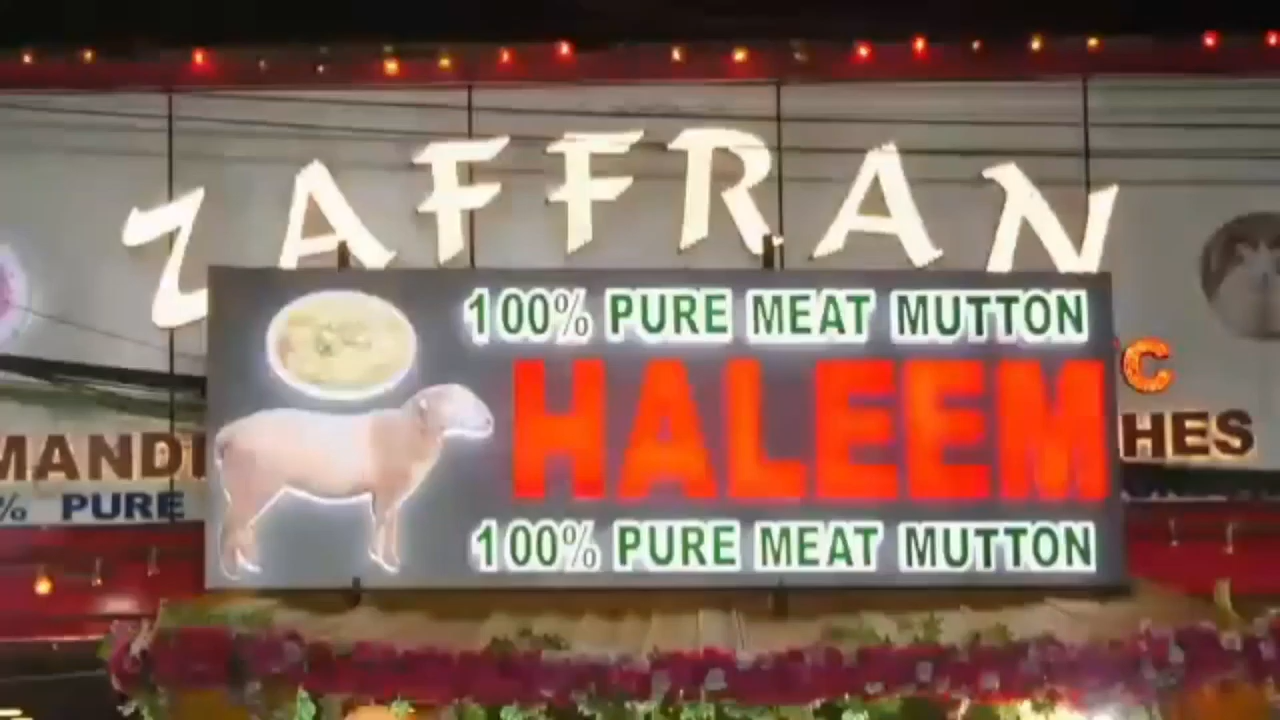 ZAFFRAN
100% PURE MEAT MUTTON
HALEEM
100% PURE MEAT MUTTON
MANDI
% PURE
C
HES